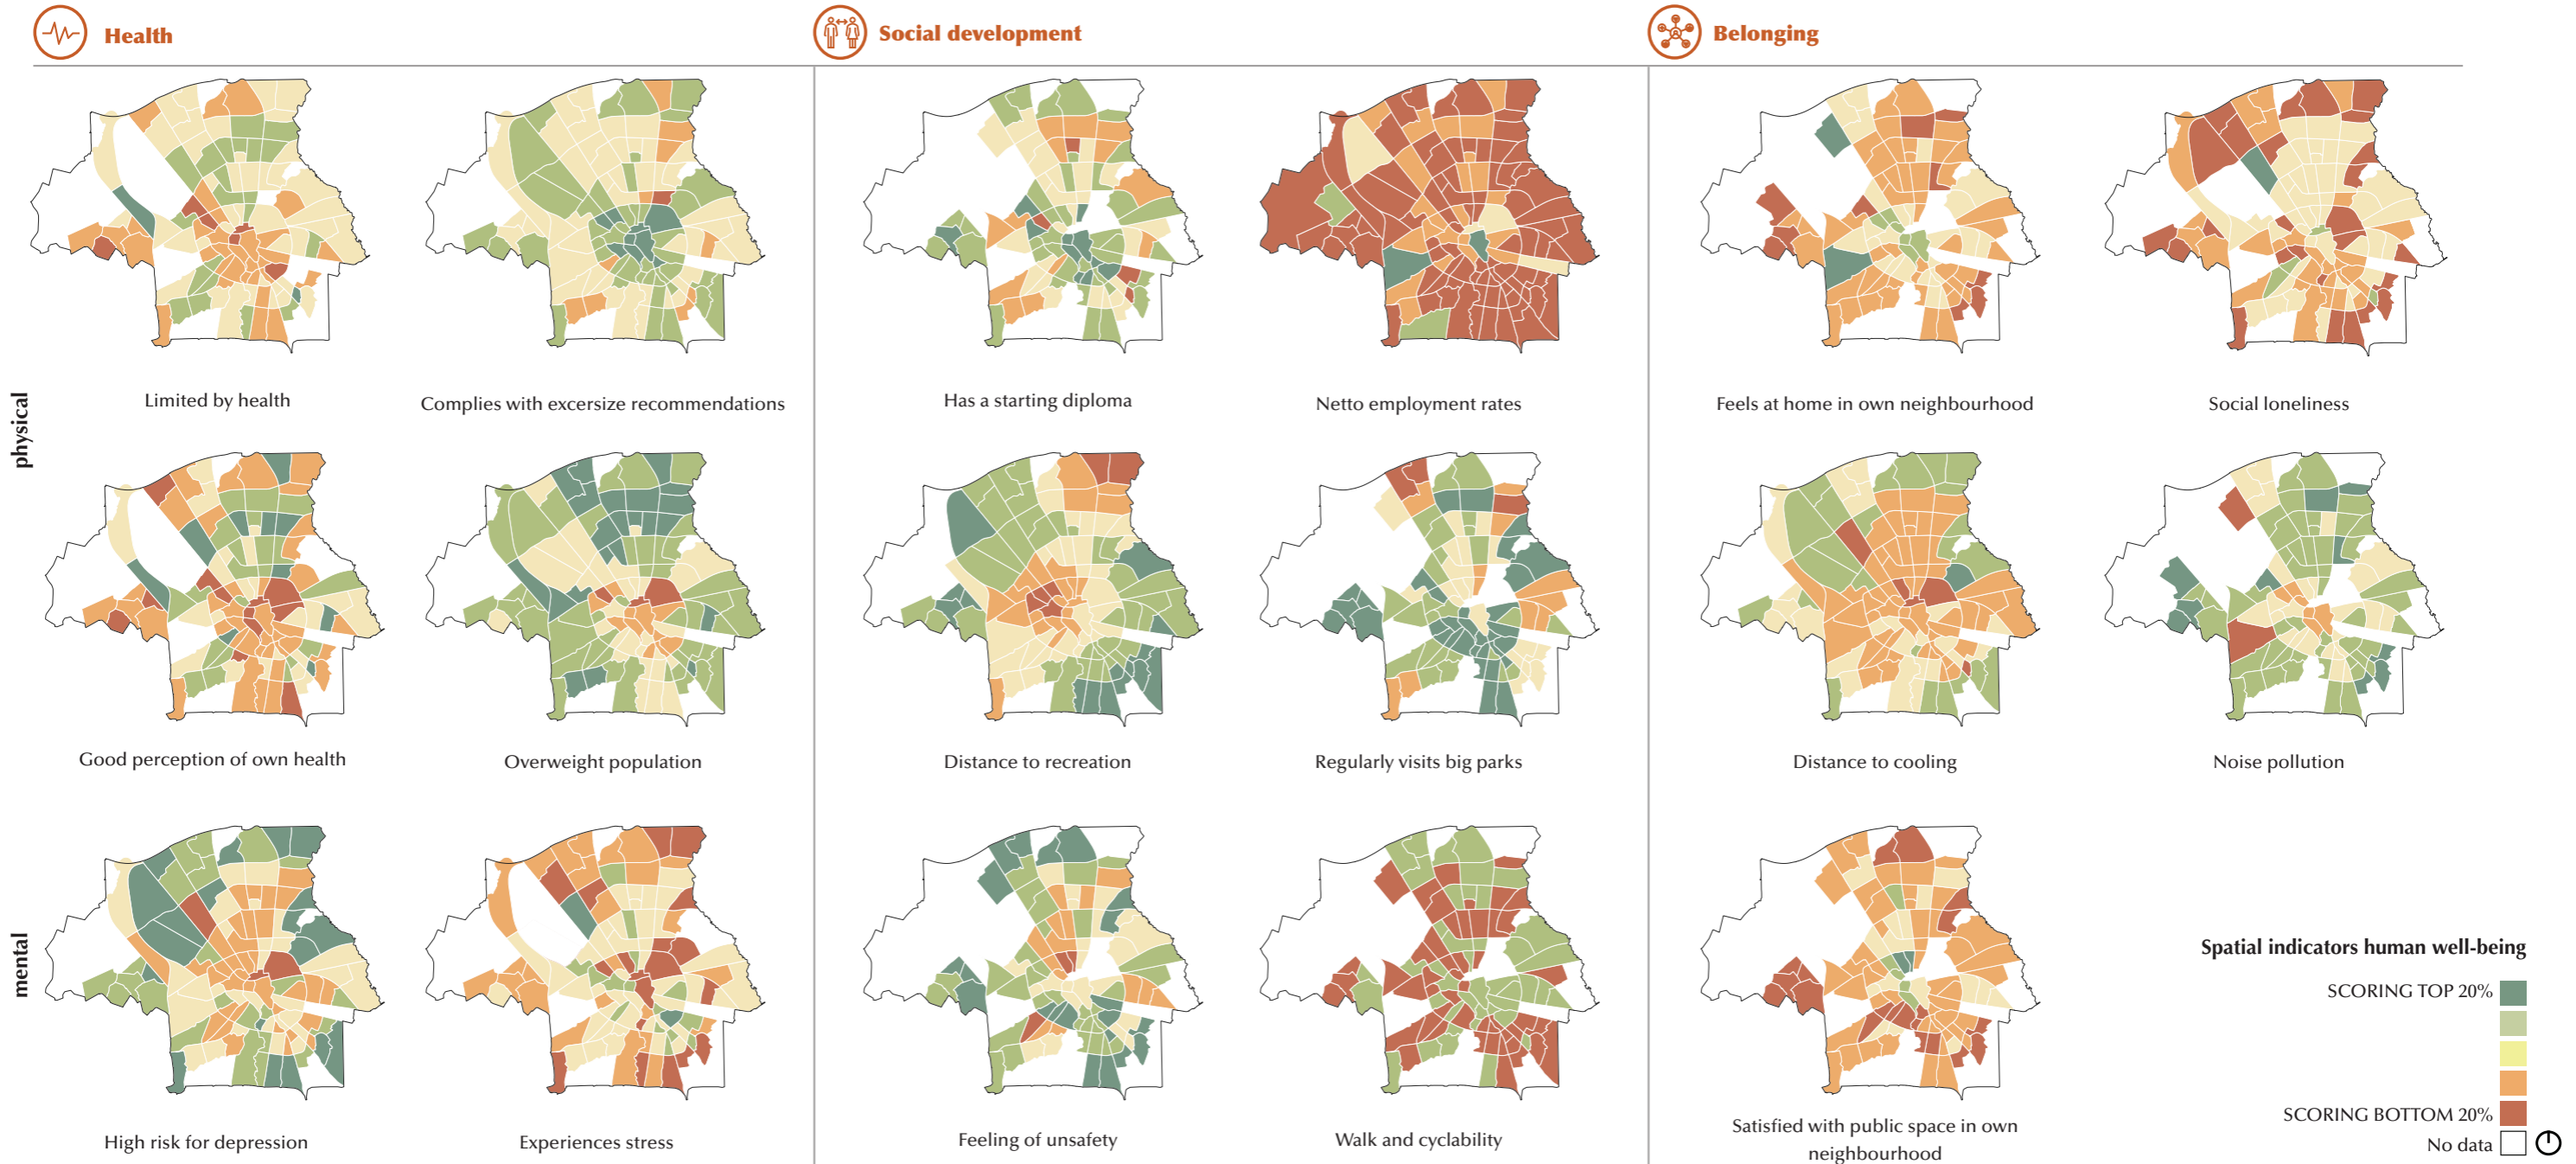 Health
Social development
Belonging
physical
Limited by health
Complies with excersize recommendations
Has a starting diploma
Netto employment rates
Feels at home in own neighbourhood
Social loneliness
Good perception of own health
Overweight population
Distance to recreation
Regularly visits big parks
Distance to cooling
Noise pollution
mental
High risk for depression
Experiences stress
Feeling of unsafety
Walk and cyclability
Satisfied with public space in own
neighbourhood
Spatial indicators human well-being
SCORING TOP 20%
SCORING BOTTOM 20%
No data